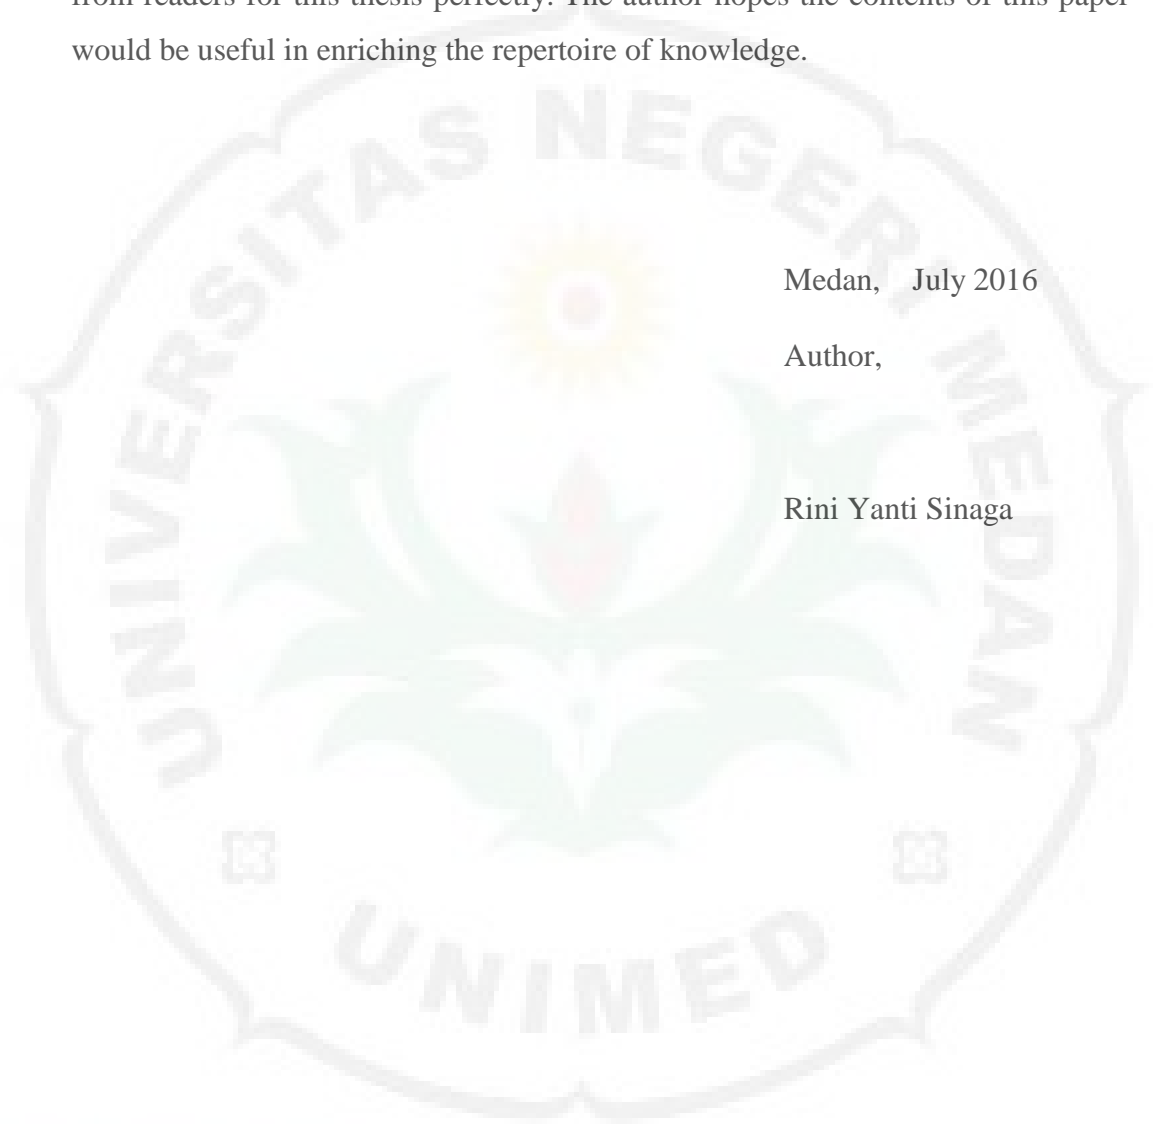 from readers for this thesis perfectly. The author hopes the contents of this paper
would be useful in enriching the repertoire of knowledge.
UNIVERSITAS NEGERI MEDAN
Medan, July 2016
Author,
Rini Yanti Sinaga
UNIMED